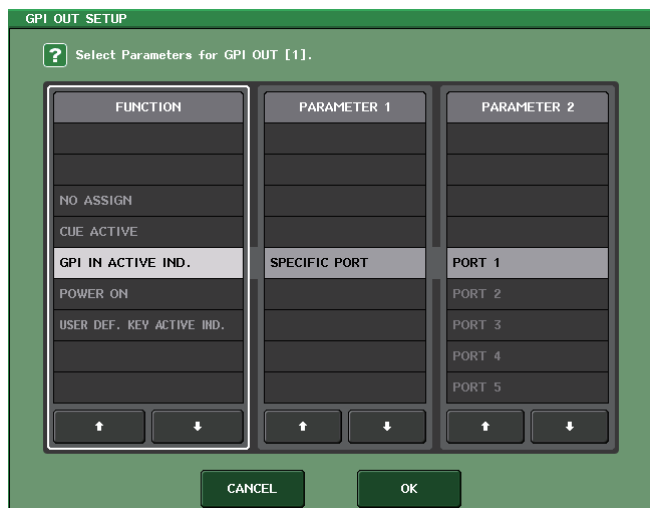 GPI OUT SETUP
? Select Parameters for GPI OUT [1].
FUNCTION PARAMETER 1 PARAMETER 2
NO ASSIGN
CUE ACTIVE
GPI IN ACTIVE IND. SPECIFIC PORT PORT 1
POWER ON PORT 2
USER DEF. KEY ACTIVE IND. PORT 3
PORT 4
PORT 5
CANCEL OK